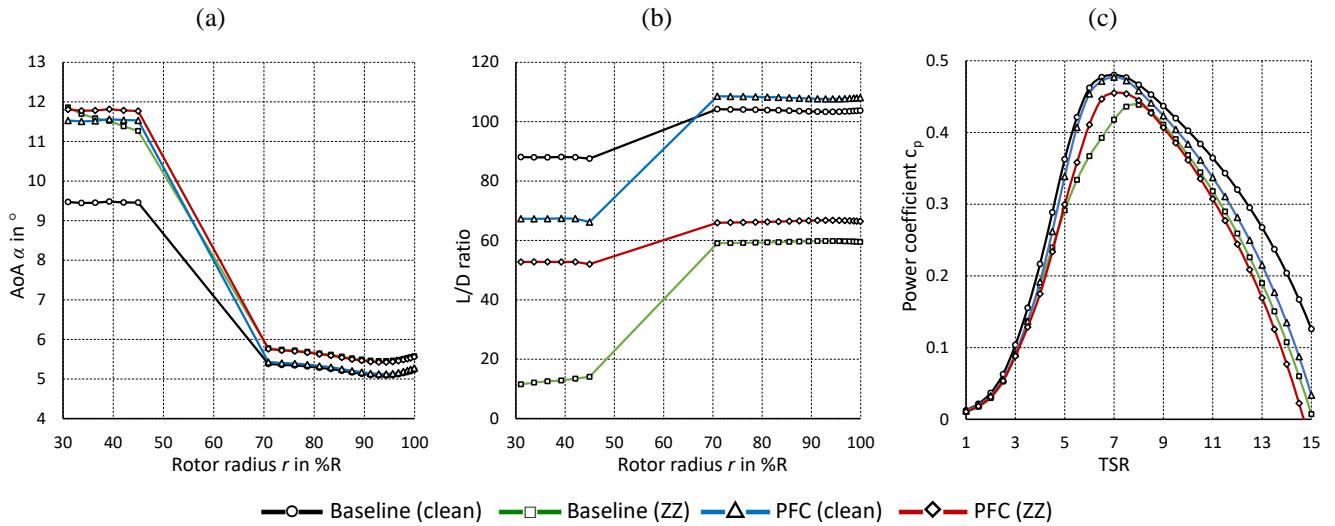 (a)
13
12
11
10
9
8
7
6
5
4
AoA α in °
30 40 50 60 70 80 90 100
Rotor radius r in %R
(b)
120
100
80
60
40
20
0
L/D ratio
30 40 50 60 70 80 90 100
Rotor radius r in %R
(c)
0.5
0.4
0.3
0.2
0.1
0
Power coefficient cp
1 3 5 7 9 11 13 15
TSR
Baseline (clean) Baseline (ZZ) PFC (clean) PFC (ZZ)